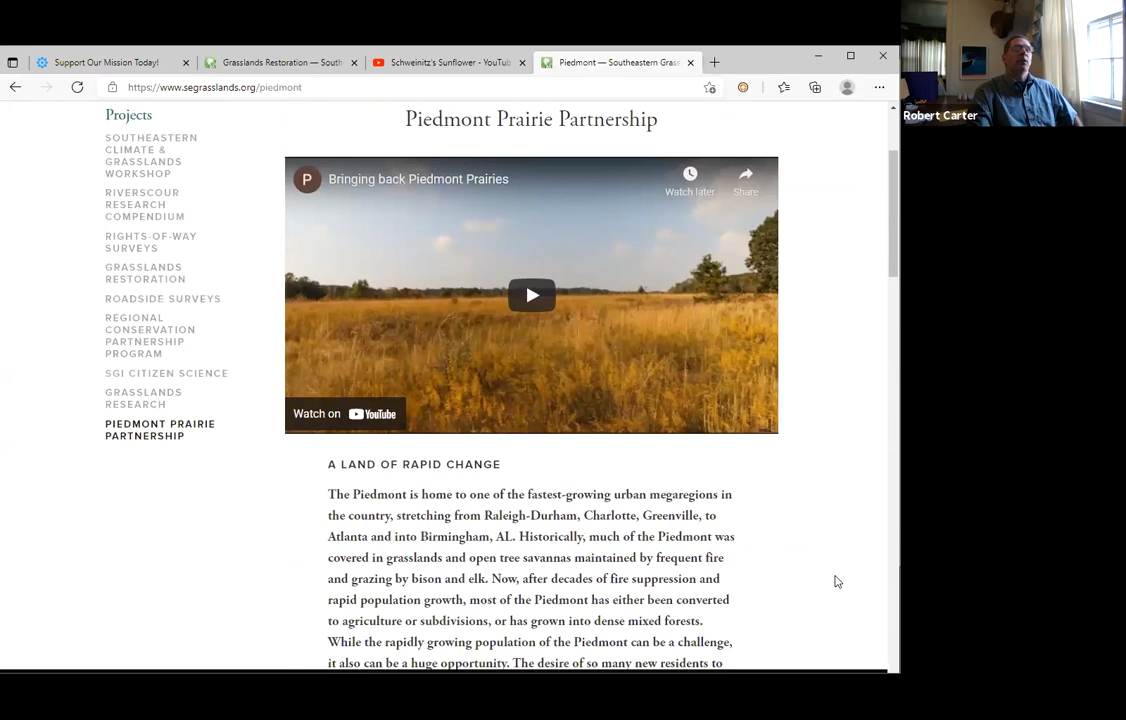 Support Our Mission Today!
Grasslands Restoration — South
Schweinitz's Sunflower - YouTub
Piedmont — Southeastern Grass
https://www.segrasslands.org/piedmont
Robert Carter
Projects
SOUTHEASTERN
CLIMATE &
GRASSLANDS
WORKSHOP
RIVERSCOUR
RESEARCH
COMPENDIUM
RIGHTS-OF-WAY
SURVEYS
GRASSLANDS
RESTORATION
ROADSIDE SURVEYS
REGIONAL
CONSERVATION
PARTNERSHIP
PROGRAM
SGI CITIZEN SCIENCE
GRASSLANDS
RESEARCH
PIEDMONT PRAIRIE
PARTNERSHIP
Piedmont Prairie Partnership
P
Bringing back Piedmont Prairies
Watch later
Share
Watch on YouTube
A LAND OF RAPID CHANGE
The Piedmont is home to one of the fastest-growing urban megaregions in
the country, stretching from Raleigh-Durham, Charlotte, Greenville, to
Atlanta and into Birmingham, AL. Historically, much of the Piedmont was
covered in grasslands and open tree savannas maintained by frequent fire
and grazing by bison and elk. Now, after decades of fire suppression and
rapid population growth, most of the Piedmont has either been converted
to agriculture or subdivisions, or has grown into dense mixed forests.
While the rapidly growing population of the Piedmont can be a challenge,
it also can be a huge opportunity. The desire of so many new residents to